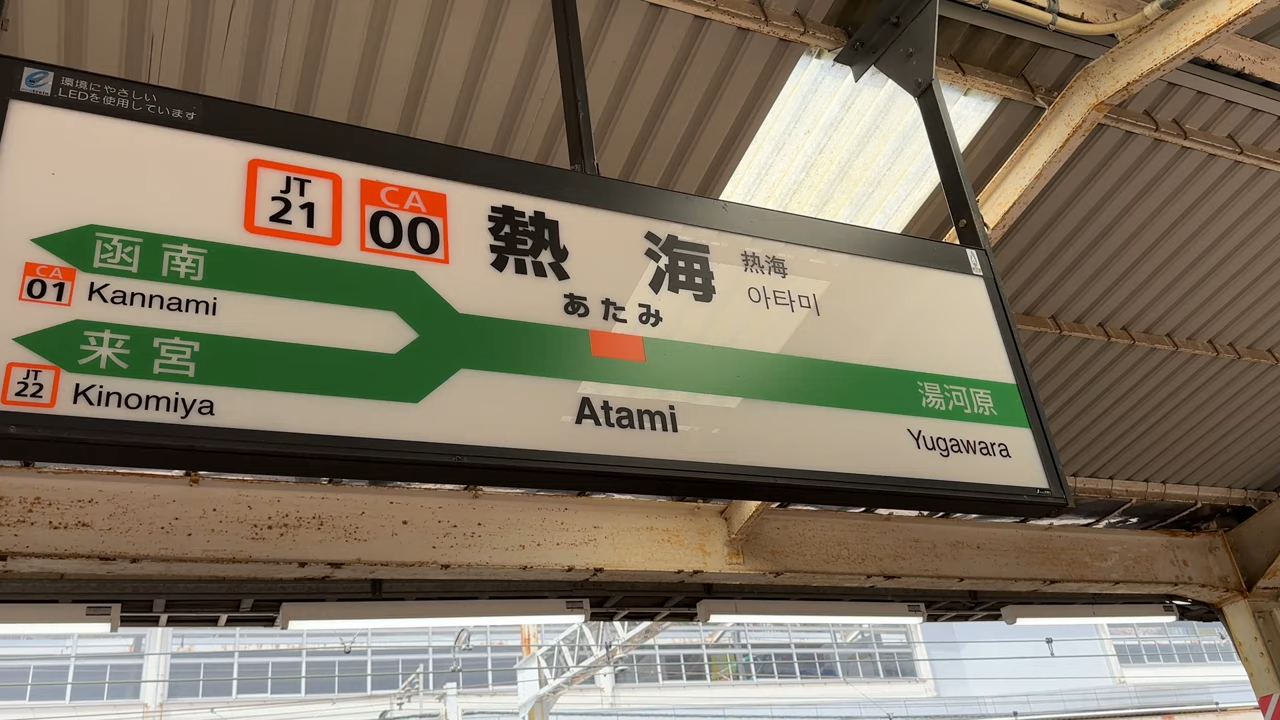 環境にやさしい
LEDを使用しています
JT
21
CA
00
熱海
热海
아타미
あたみ
Atami
函南
CA
01
Kannami
来宮
JT
22
Kinomiya
湯河原
Yugawara